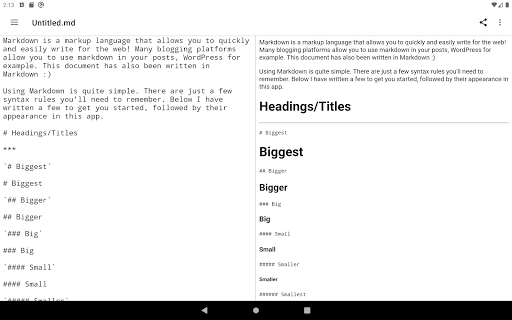 2:13
Untitled.md
Markdown is a markup language that allows you to quickly
and easily write for the web! Many blogging platforms
allow you to use markdown in your posts, WordPress for
example. This document has also been written in
Markdown :)
Using Markdown is quite simple. There are just a few
syntax rules you'll need to remember. Below I have
written a few to get you started, followed by their
appearance in this app.
# Headings/Titles
***
`# Biggest`
# Biggest
`## Bigger`
## Bigger
`### Big`
### Big
`#### Small`
#### Small
`##### Smaller`
Markdown is a markup language that allows you to quickly and easily write for the web!
Many blogging platforms allow you to use markdown in your posts, WordPress for
example. This document has also been written in Markdown :)
Using Markdown is quite simple. There are just a few syntax rules you'll need to
remember. Below I have written a few to get you started, followed by their appearance in
this app.
Headings/Titles
# Biggest
Biggest
## Bigger
Bigger
### Big
Big
#### Small
Small
##### Smaller
Smaller
###### Smallest